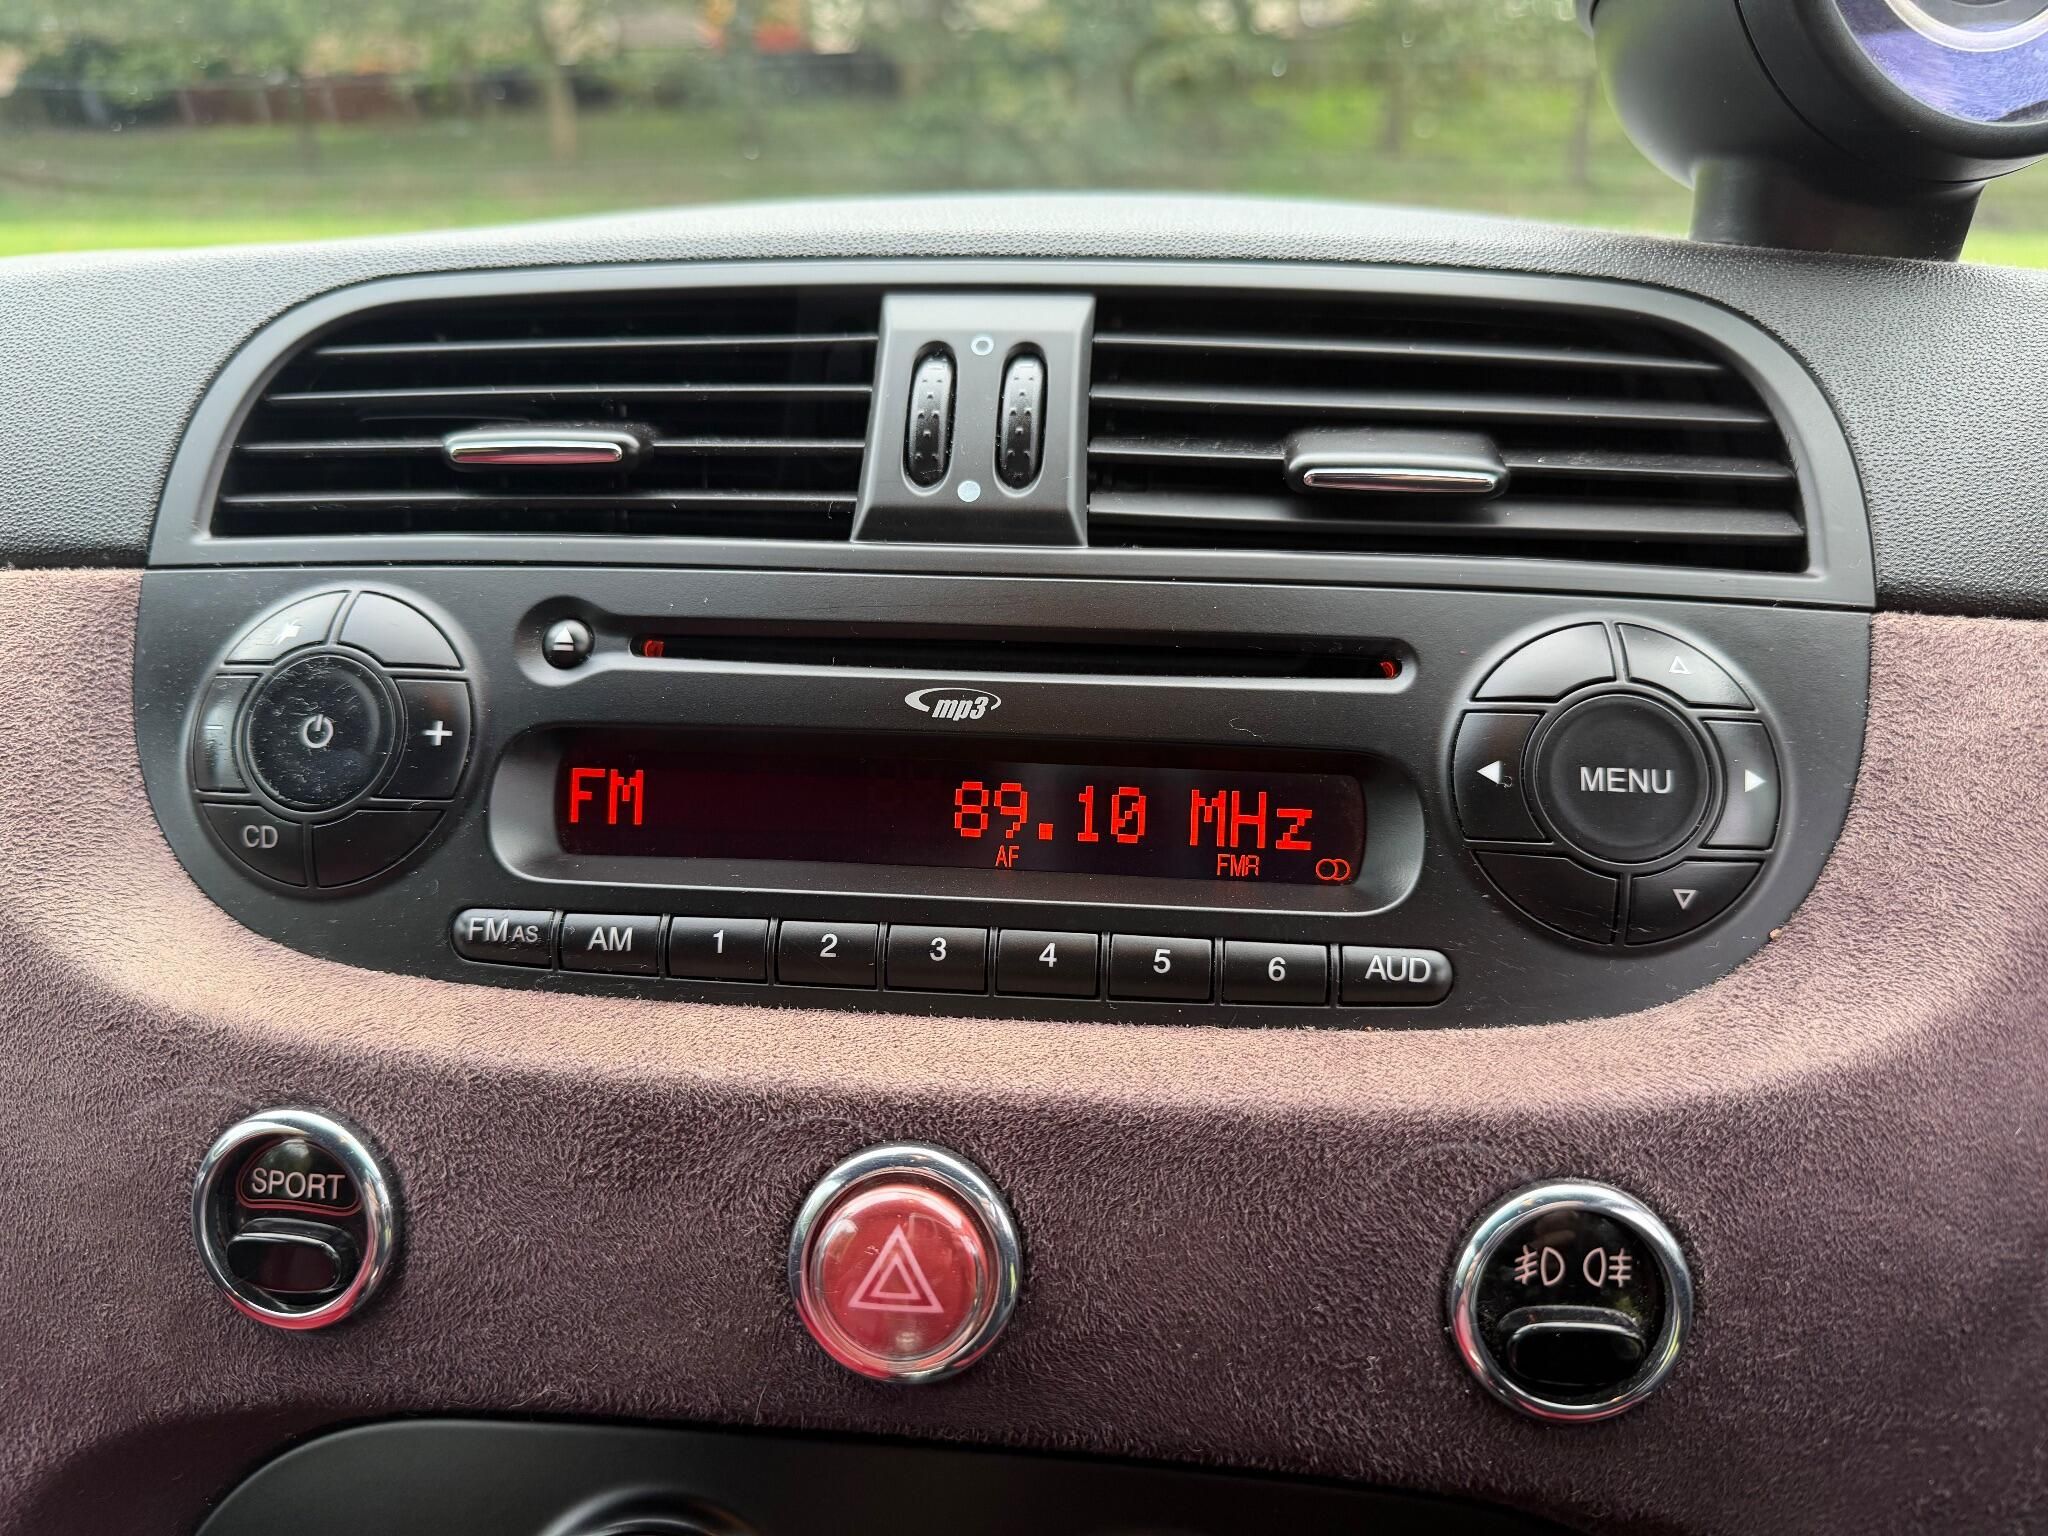 mp3
FM 89.10 MHz
AF FMA
+
-
CD
MENU
FM AS AM 1 2 3 4 5 6 AUD
SPORT